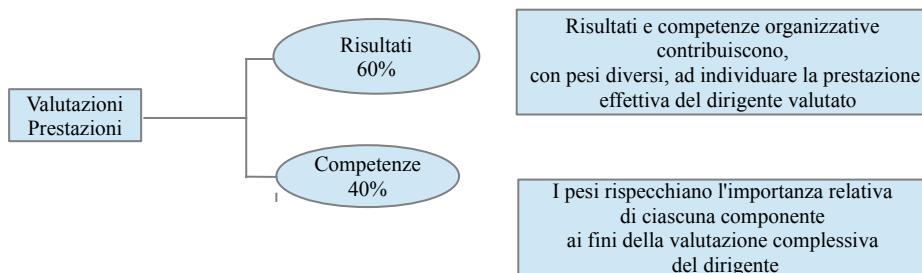 Valutazioni
Prestazioni
Risultati
60%
Competenze
40%
Risultati e competenze organizzative
contribuiscono,
con pesi diversi, ad individuare la prestazione
effettiva del dirigente valutato
I pesi rispecchiano l'importanza relativa
di ciascuna componente
ai fini della valutazione complessiva
del dirigente